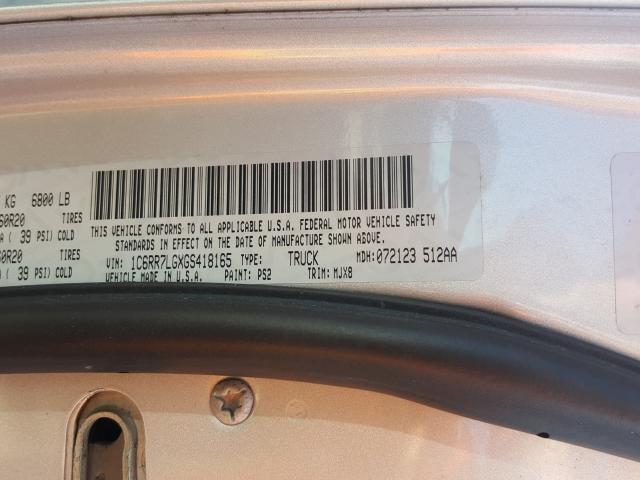 KG 6800 LB
60R20 TIRES
( 39 PSI) COLD
0R20 TIRES
( 39 PSI) COLD
THIS VEHICLE CONFORMS TO ALL APPLICABLE U.S.A. FEDERAL MOTOR VEHICLE SAFETY
STANDARDS IN EFFECT ON THE DATE OF MANUFACTURE SHOWN ABOVE.
VIN: 1C6RR7LGXGS418165 TYPE: TRUCK MDH: 072123 512AA
VEHICLE MADE IN U.S.A. PAINT: PS2 TRIM: MJX8